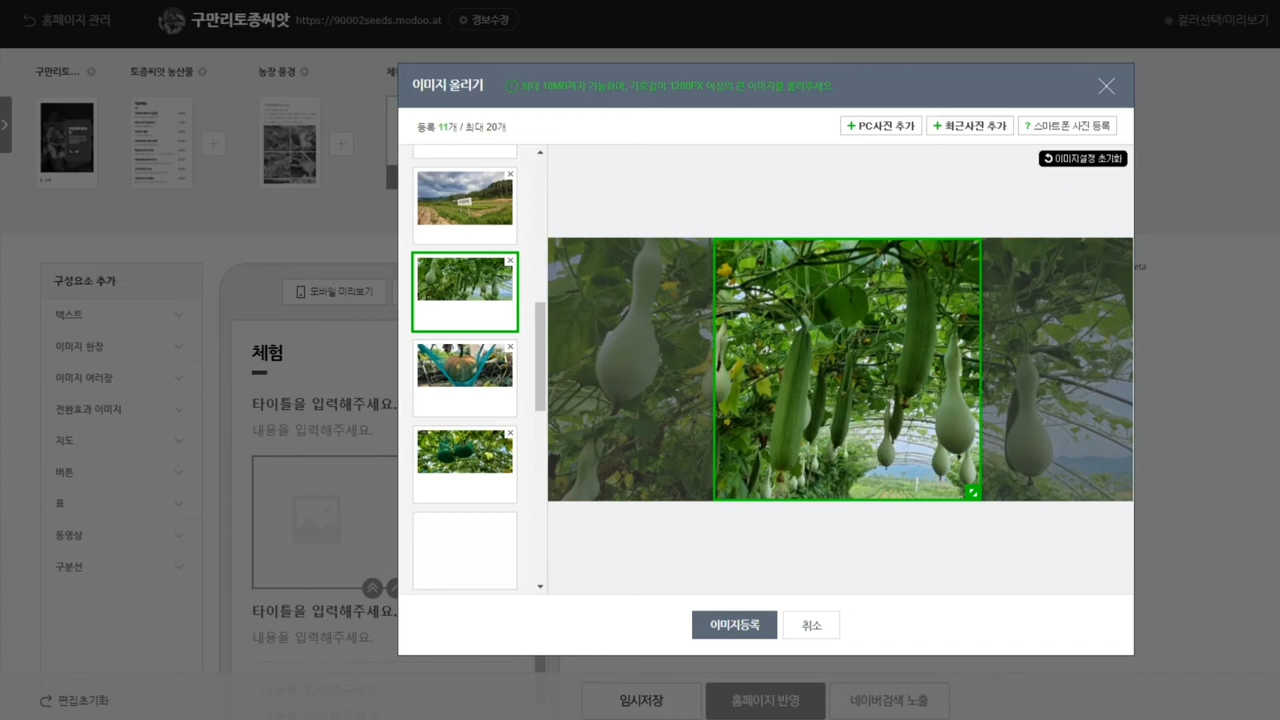 홈페이지 관리
구만리토종씨앗 https://90002seeds.modoo.at 정보수정
컬러선택/미리보기
구만리토...
토종씨앗 농산물
농장 풍경
이미지 올리기
최대 10MB까지 가능하며, 가로길이 1280PX 이상의 큰 이미지를 올려주세요.
등록 11개 / 최대 20개
+ PC사진 추가
+ 최근사진 추가
? 스마트폰 사진 등록
이미지설정 초기화
구성요소 추가
텍스트
이미지 한장
이미지 여러장
전환효과 이미지
지도
버튼
표
동영상
구분선
모바일 미리보기
체험
타이틀을 입력해주세요.
내용을 입력해주세요.
타이틀을 입력해주세요.
내용을 입력해주세요.
이미지등록
취소
편집초기화
임시저장
홈페이지 반영
네이버검색 노출